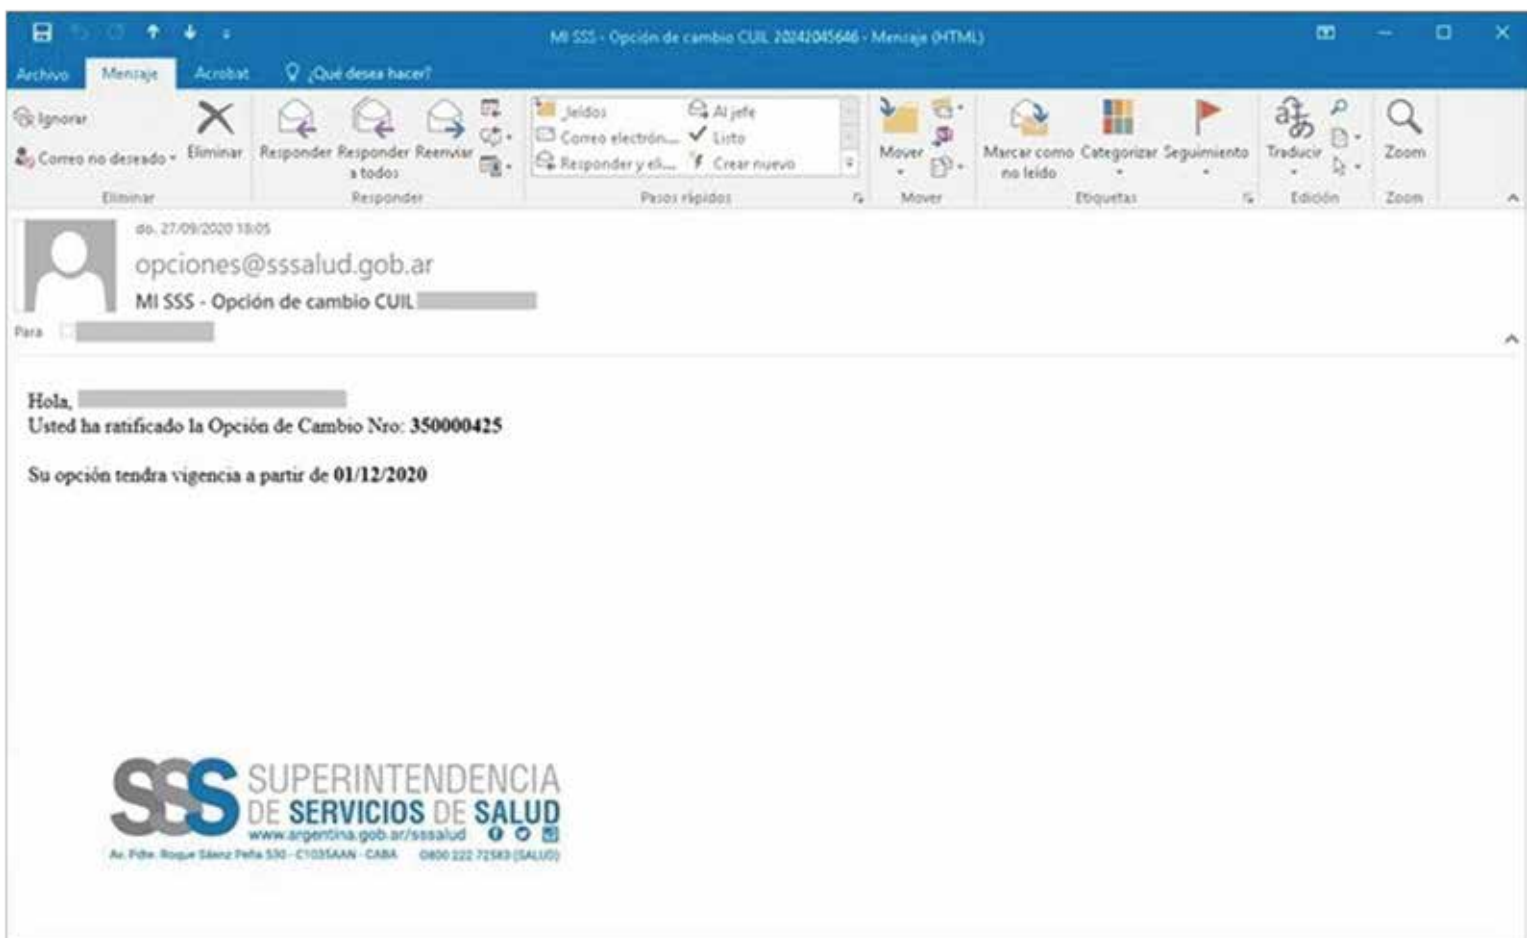 MI SSS - Opción de cambio CUIL 20242045646 - Mensaje (HTML)
Archivo Mensaje Acrobat ¿Qué desea hacer?
Ignorar
Correo no deseado
Eliminar
Eliminar
Responder Responder a todos Reenviar
Responder
_leídos Al jefe
Correo electrón... Listo
Responder y eli... Crear nuevo
Pasos rápidos
Mover
Mover
Marcar como no leído Categorizar Seguimiento
Etiquetas
Traducir
Edición
Zoom
Zoom
do. 27/09/2020 18:05
opciones@sssalud.gob.ar
MI SSS - Opción de cambio CUIL
Para
Hola,
Usted ha ratificado la Opción de Cambio Nro: 350000425
Su opción tendra vigencia a partir de 01/12/2020
SSS SUPERINTENDENCIA
DE SERVICIOS DE SALUD
www.argentina.gob.ar/sssalud
Av. Pdte. Roque Sáenz Peña 530 - C1035AAN - CABA 0800 222 72583 (SALUD)